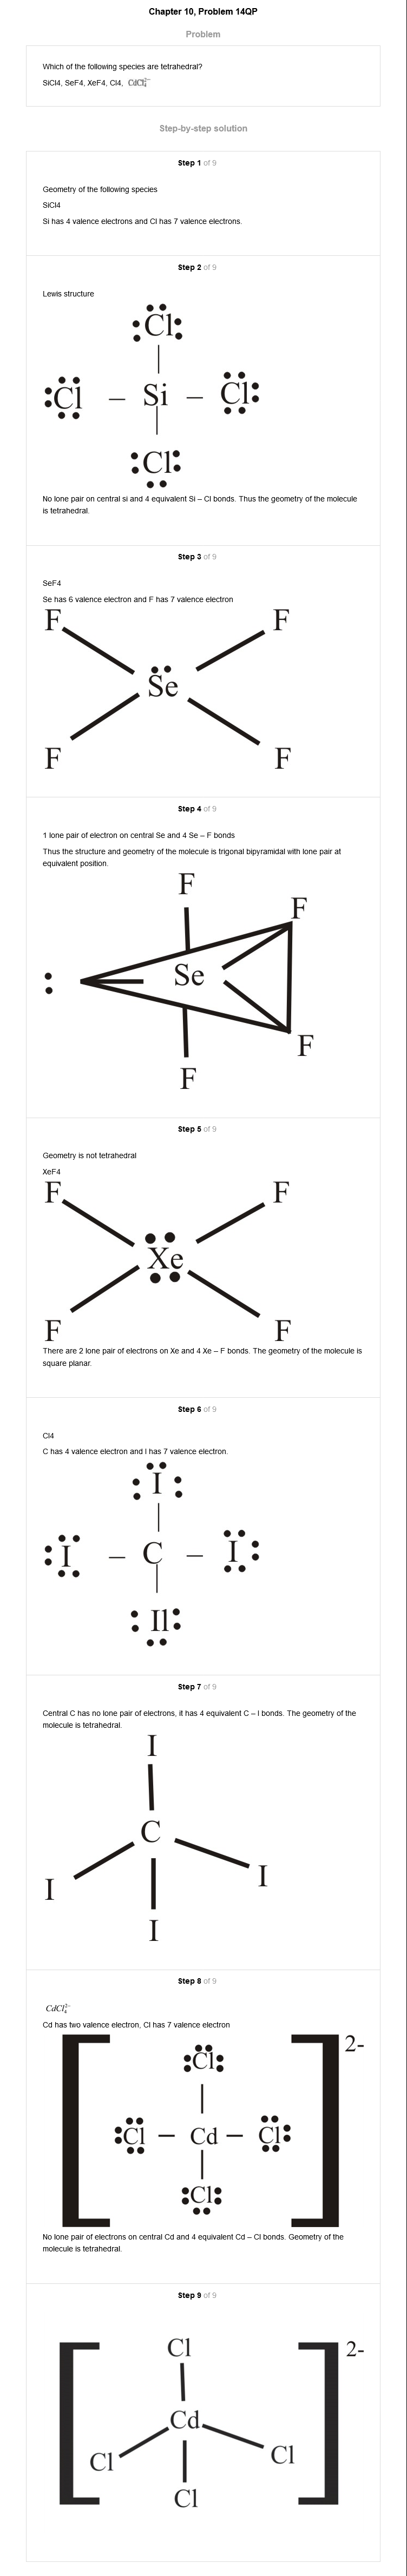 Chapter 10, Problem 14QP
Problem
Which of the following species are tetrahedral?
SiCl4, SeF4, XeF4, Cl4, CdCl₄²⁻
Step-by-step solution
Step 1 of 9
Geometry of the following species
SiCl4
Si has 4 valence electrons and Cl has 7 valence electrons.
Step 2 of 9
Lewis structure
Cl
Cl – Si – Cl
Cl
No lone pair on central si and 4 equivalent Si – Cl bonds. Thus the geometry of the molecule
is tetrahedral.
Step 3 of 9
SeF4
Se has 6 valence electron and F has 7 valence electron
F F
Se
F F
Step 4 of 9
1 lone pair of electron on central Se and 4 Se – F bonds
Thus the structure and geometry of the molecule is trigonal bipyramidal with lone pair at
equivalent position.
F
F
: Se
F
F
Step 5 of 9
Geometry is not tetrahedral
XeF4
F F
Xe
F F
There are 2 lone pair of electrons on Xe and 4 Xe – F bonds. The geometry of the molecule is
square planar.
Step 6 of 9
Cl4
C has 4 valence electron and I has 7 valence electron.
I
I – C – I
Il
Step 7 of 9
Central C has no lone pair of electrons, it has 4 equivalent C – I bonds. The geometry of the
molecule is tetrahedral.
I
C
I I
I
Step 8 of 9
CdCl₄²⁻
Cd has two valence electron, Cl has 7 valence electron
2-
Cl
Cl – Cd – Cl
Cl
No lone pair of electrons on central Cd and 4 equivalent Cd – Cl bonds. Geometry of the
molecule is tetrahedral.
Step 9 of 9
Cl 2-
Cd
Cl Cl
Cl